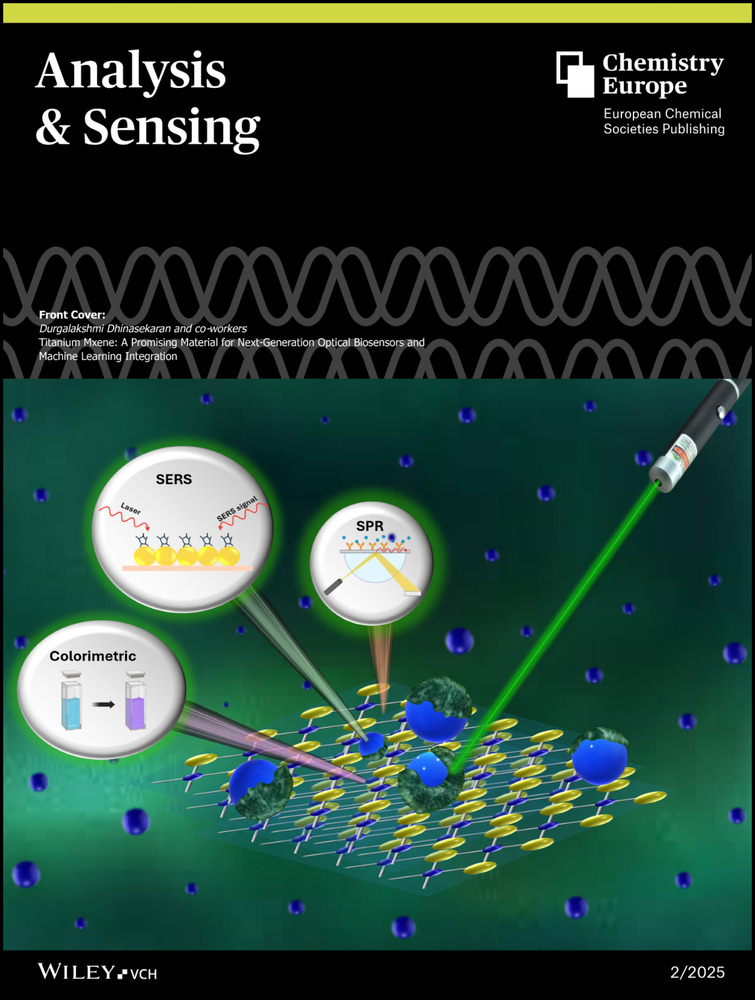 Analysis
& Sensing
Chemistry
Europe
European Chemical
Societies Publishing
Front Cover:
Durgalakshmi Dhinasekaran and co-workers
Titanium Mxene: A Promising Material for Next-Generation Optical Biosensors and
Machine Learning Integration
SERS
Laser
SERS signal
SPR
Colorimetric
WILEY-VCH
2/2025